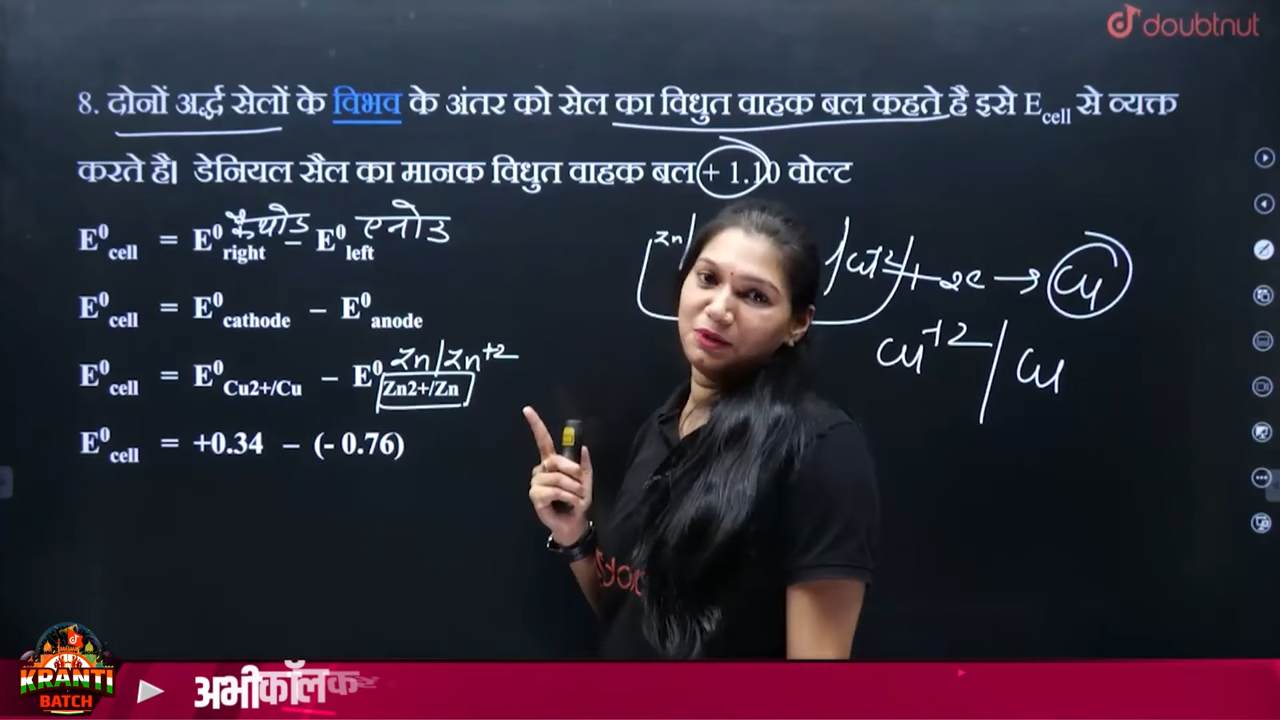 doubtnut
8. दोनों अर्द्ध सेलों के विभव के अंतर को सेल का विधुत वाहक बल कहते है इसे Ecell से व्यक्त
करते है। डेनियल सैल का मानक विधुत वाहक बल + 1.10 वोल्ट
कैथोड एनोड
E⁰cell = E⁰right – E⁰left
Zn| |Cu+2/ + 2e → Cu
E⁰cell = E⁰cathode – E⁰anode
Zn/Zn+2
Cu+2/Cu
E⁰cell = E⁰Cu2+/Cu – E⁰Zn2+/Zn
E⁰cell = +0.34 – (- 0.76)
KRANTI
BATCH
अभी कॉल क